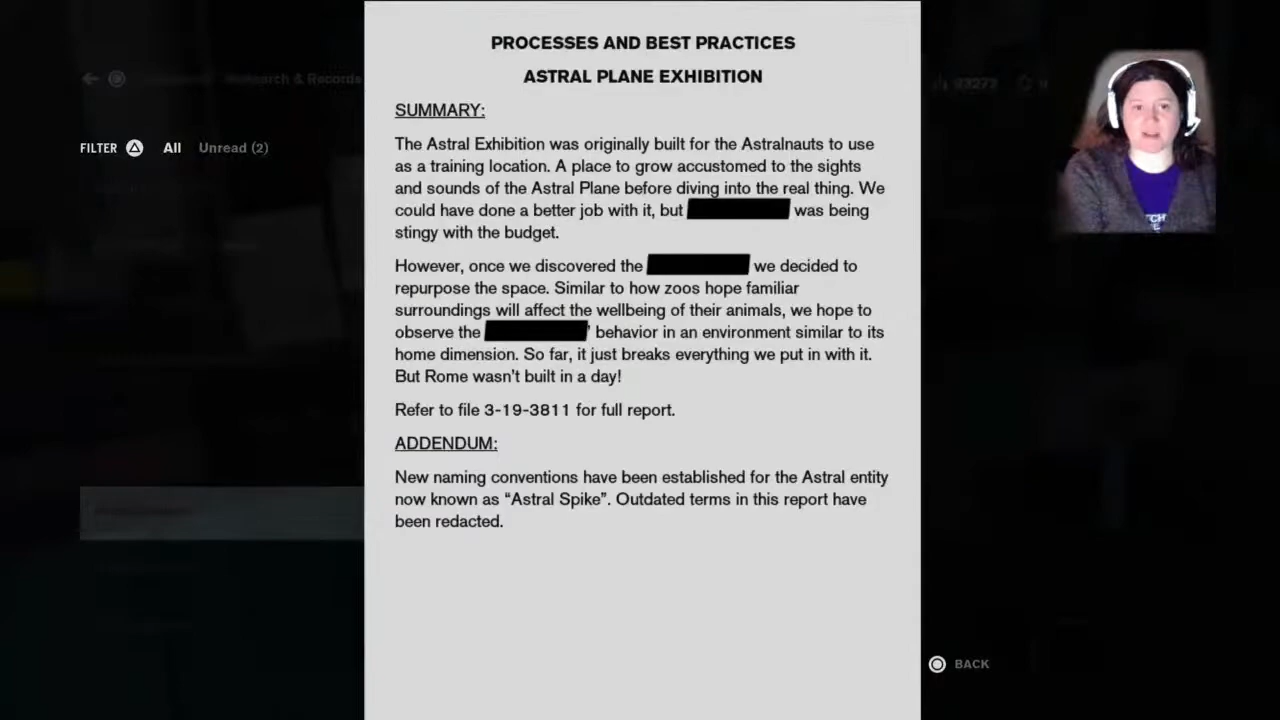 PROCESSES AND BEST PRACTICES
ASTRAL PLANE EXHIBITION
SUMMARY:
The Astral Exhibition was originally built for the Astralnauts to use
as a training location. A place to grow accustomed to the sights
and sounds of the Astral Plane before diving into the real thing. We
could have done a better job with it, but was being
stingy with the budget.
However, once we discovered the we decided to
repurpose the space. Similar to how zoos hope familiar
surroundings will affect the wellbeing of their animals, we hope to
observe the ' behavior in an environment similar to its
home dimension. So far, it just breaks everything we put in with it.
But Rome wasn't built in a day!
Refer to file 3-19-3811 for full report.
ADDENDUM:
New naming conventions have been established for the Astral entity
now known as “Astral Spike”. Outdated terms in this report have
been redacted.
Research & Records
FILTER All Unread (2)
93277
BACK